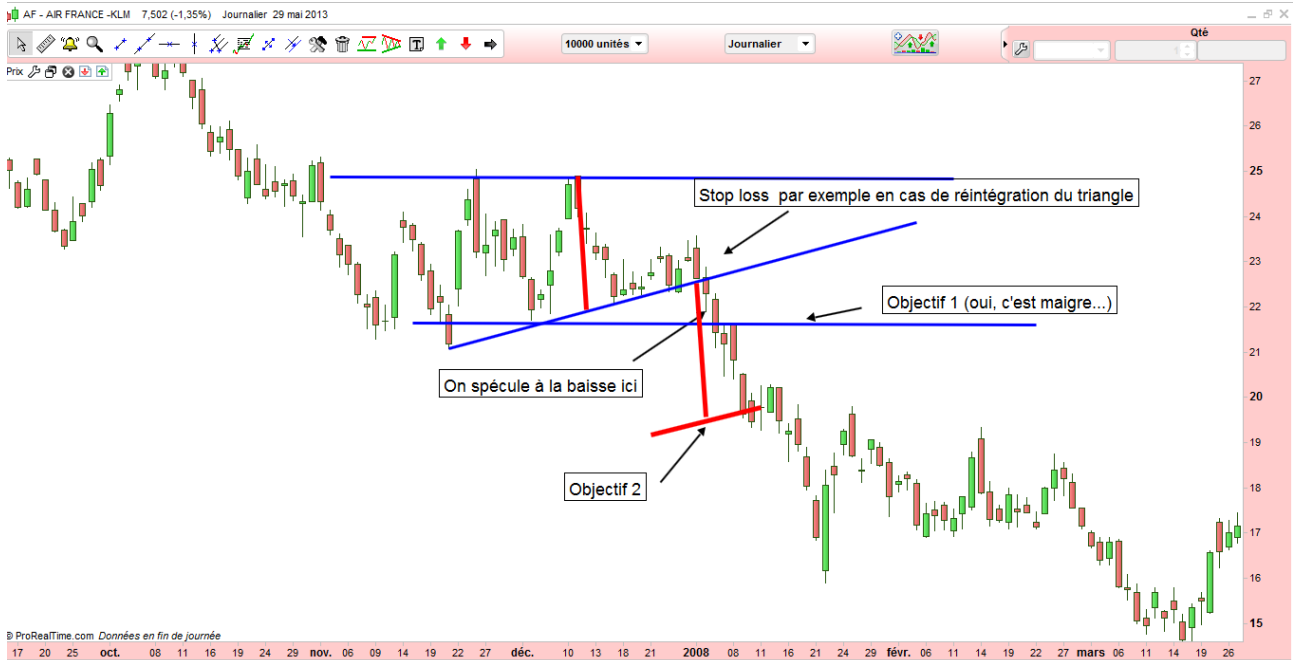 AF - AIR FRANCE -KLM 7,502 (-1,35%) Journalier 29 mai 2013
10000 unités Journalier Qté
1
Prix
27
26
25
Stop loss par exemple en cas de réintégration du triangle
24
23
22
Objectif 1 (oui, c'est maigre...)
21
On spécule à la baisse ici
20
19
Objectif 2
18
17
16
15
© ProRealTime.com Données en fin de journée
17 20 25 oct. 08 11 16 19 24 29 nov. 06 09 14 19 22 27 déc. 10 13 18 21 2008 08 11 16 21 24 29 févr. 06 11 14 19 22 27 mars 06 11 14 19 26